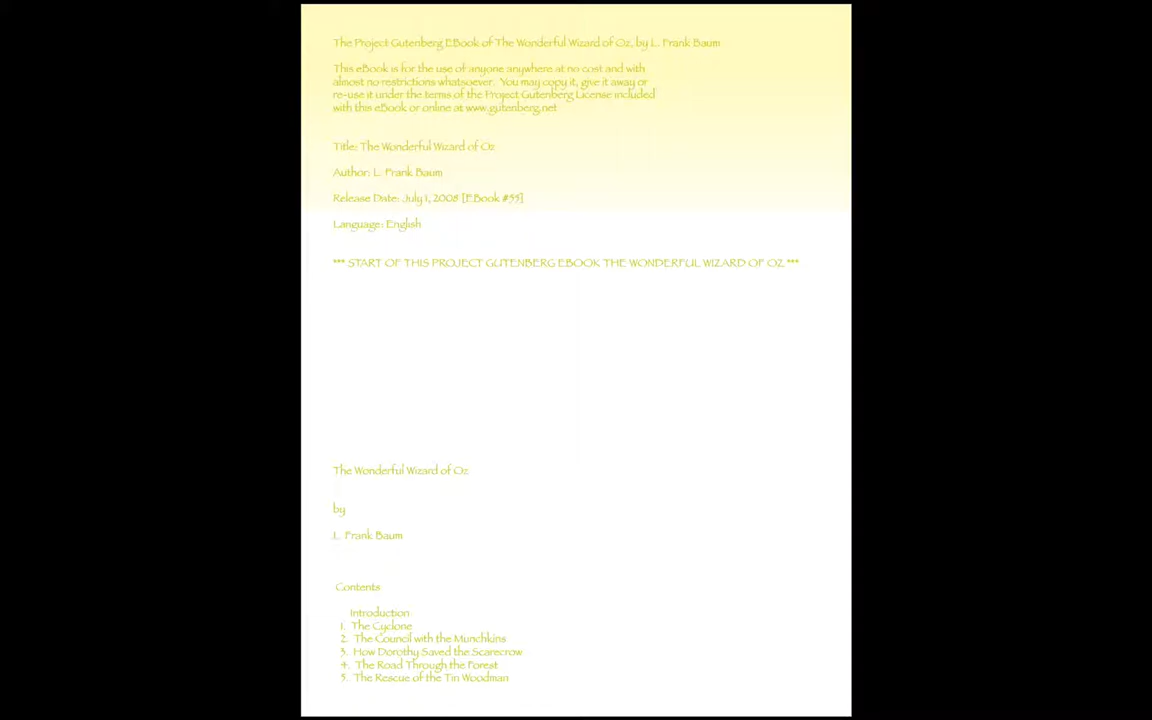 The Project Gutenberg EBook of The Wonderful Wizard of Oz, by L. Frank Baum
This eBook is for the use of anyone anywhere at no cost and with
almost no restrictions whatsoever. You may copy it, give it away or
re-use it under the terms of the Project Gutenberg License included
with this eBook or online at www.gutenberg.net
Title: The Wonderful Wizard of Oz
Author: L. Frank Baum
Release Date: July 1, 2008 [EBook #55]
Language: English
*** START OF THIS PROJECT GUTENBERG EBOOK THE WONDERFUL WIZARD OF OZ ***
The Wonderful Wizard of Oz
by
L. Frank Baum
Contents
Introduction
1. The Cyclone
2. The Council with the Munchkins
3. How Dorothy Saved the Scarecrow
4. The Road Through the Forest
5. The Rescue of the Tin Woodman